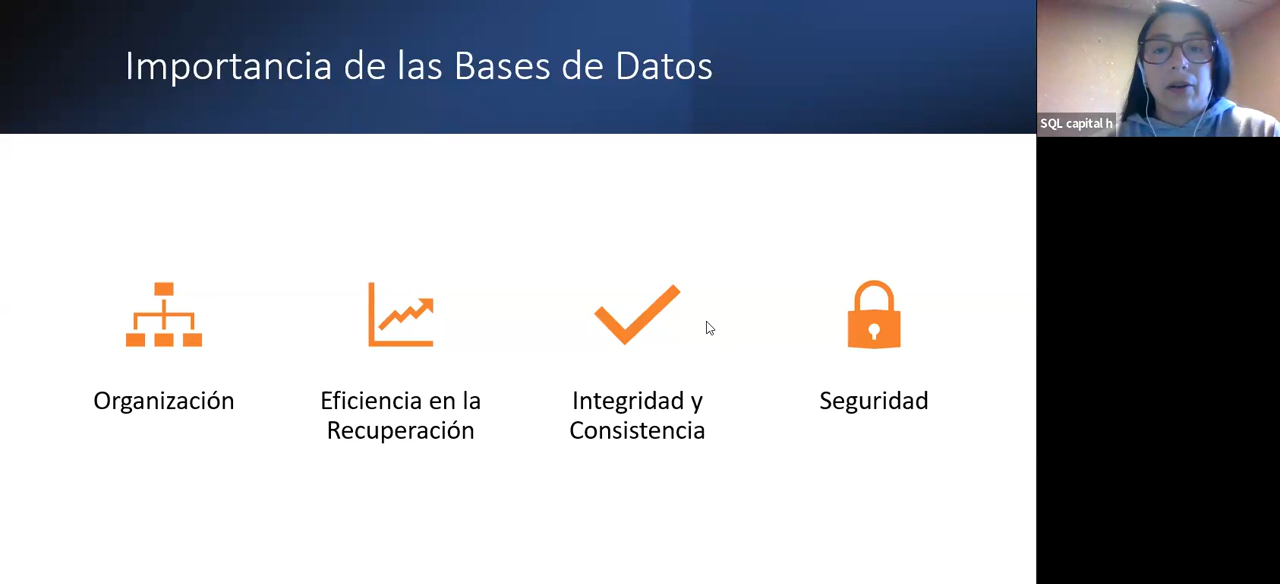 Importancia de las Bases de Datos
SQL capital h
Organización
Eficiencia en la
Recuperación
Integridad y
Consistencia
Seguridad